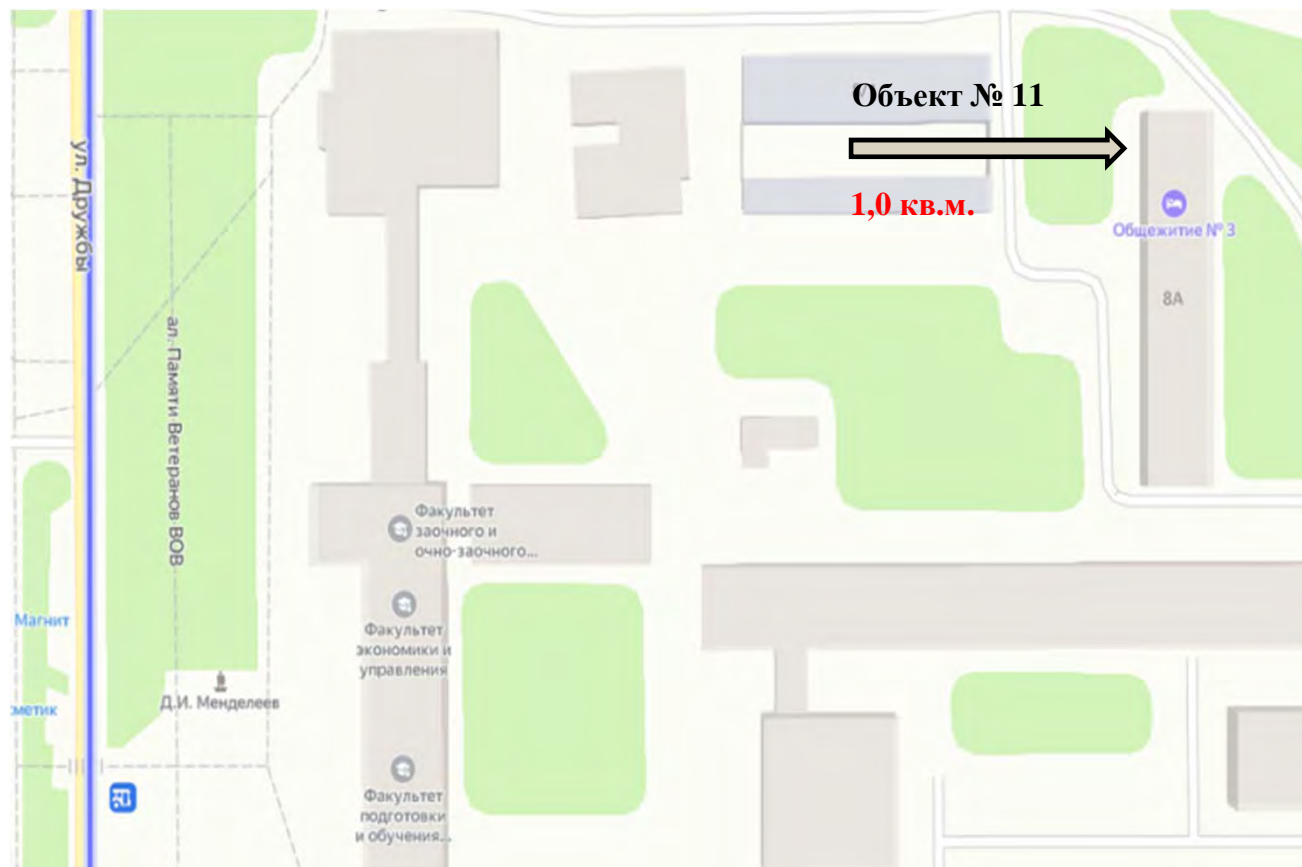 Объект № 11
1,0 кв.м.
ул. Дружбы
ал. Памяти Ветеранов ВОВ
Общежитие № 3
8А
Факультет
заочного и
очно-заочного...
Факультет
экономики и
управления
Магнит
Д.И. Менделеев
метик
Факультет
подготовки
и обучения...